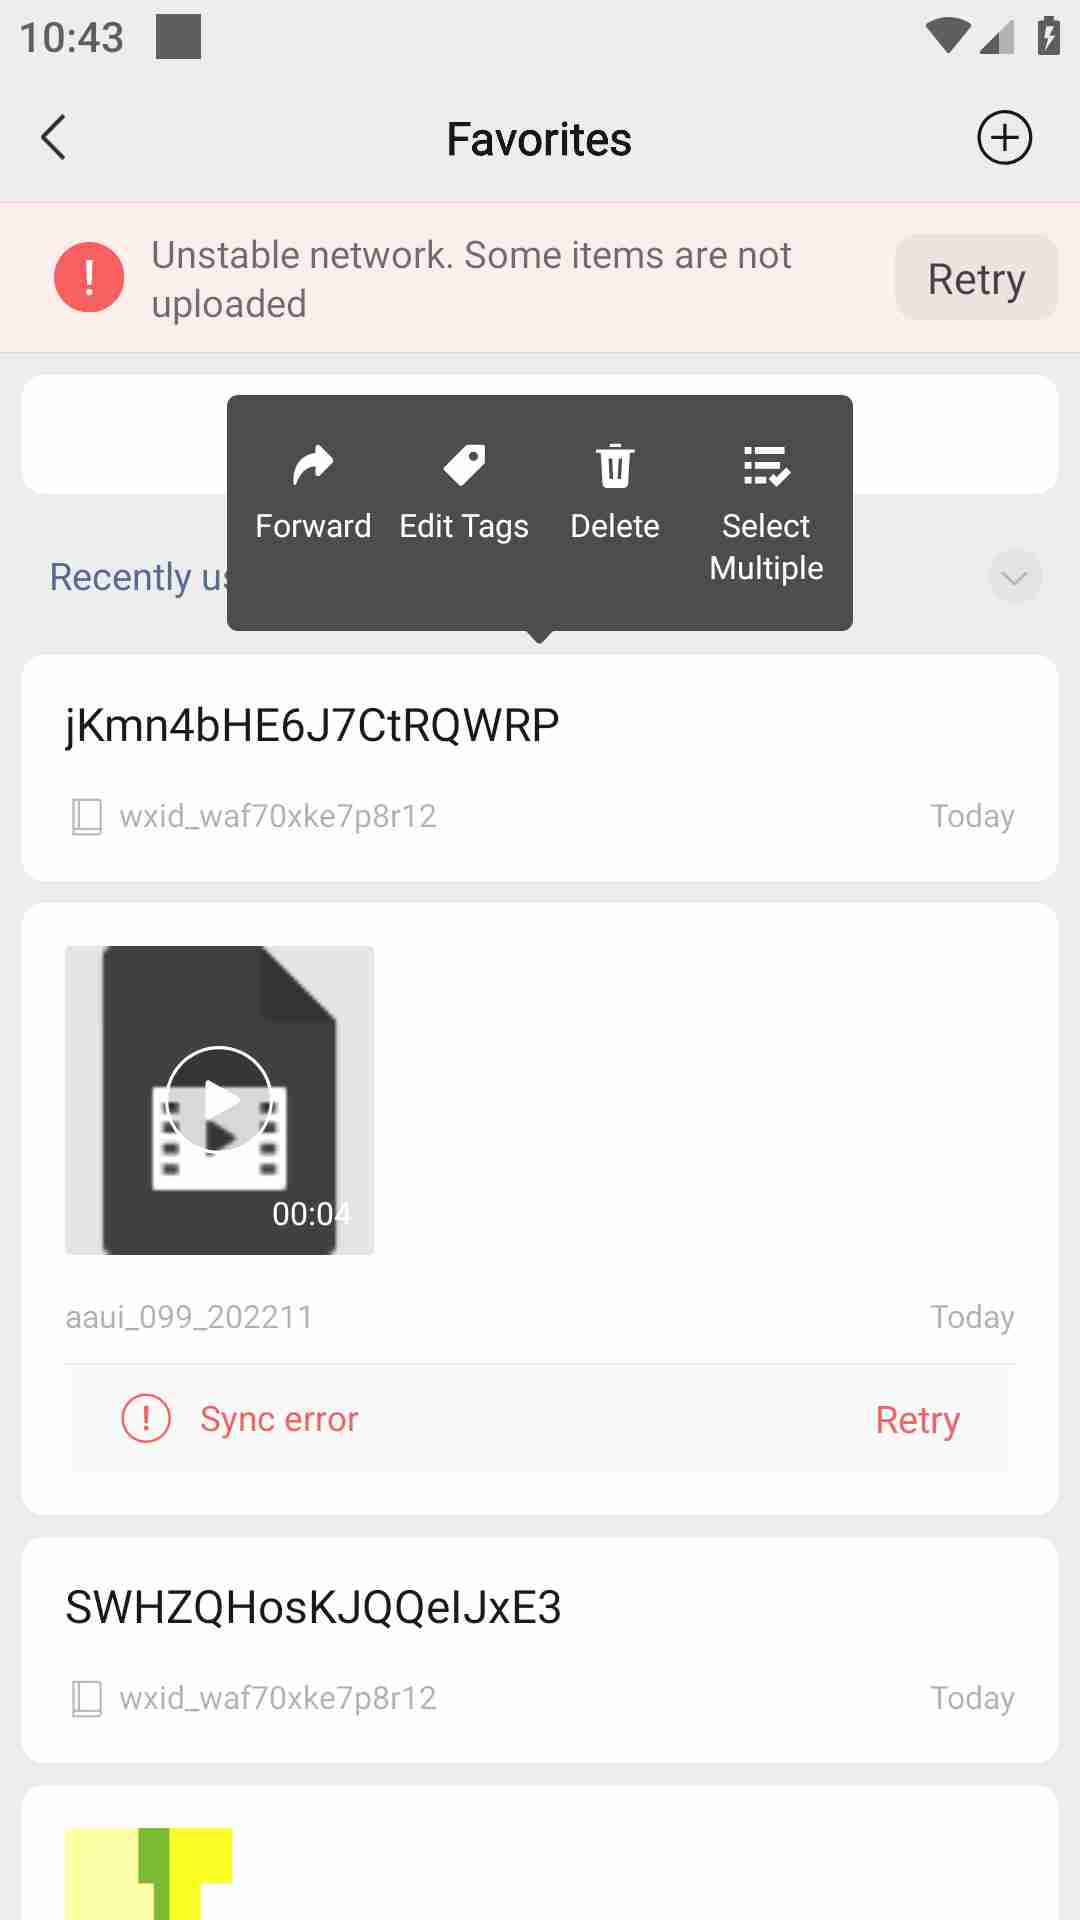 10:43
Favorites
Unstable network. Some items are not
uploaded
Retry
Forward
Edit Tags
Delete
Select
Multiple
Recently
jKmn4bHE6J7CtRQWRP
wxid_waf70xke7p8r12
Today
00:04
aaui_099_202211
Today
Sync error
Retry
SWHZQHosKJQQeIJxE3
wxid_waf70xke7p8r12
Today